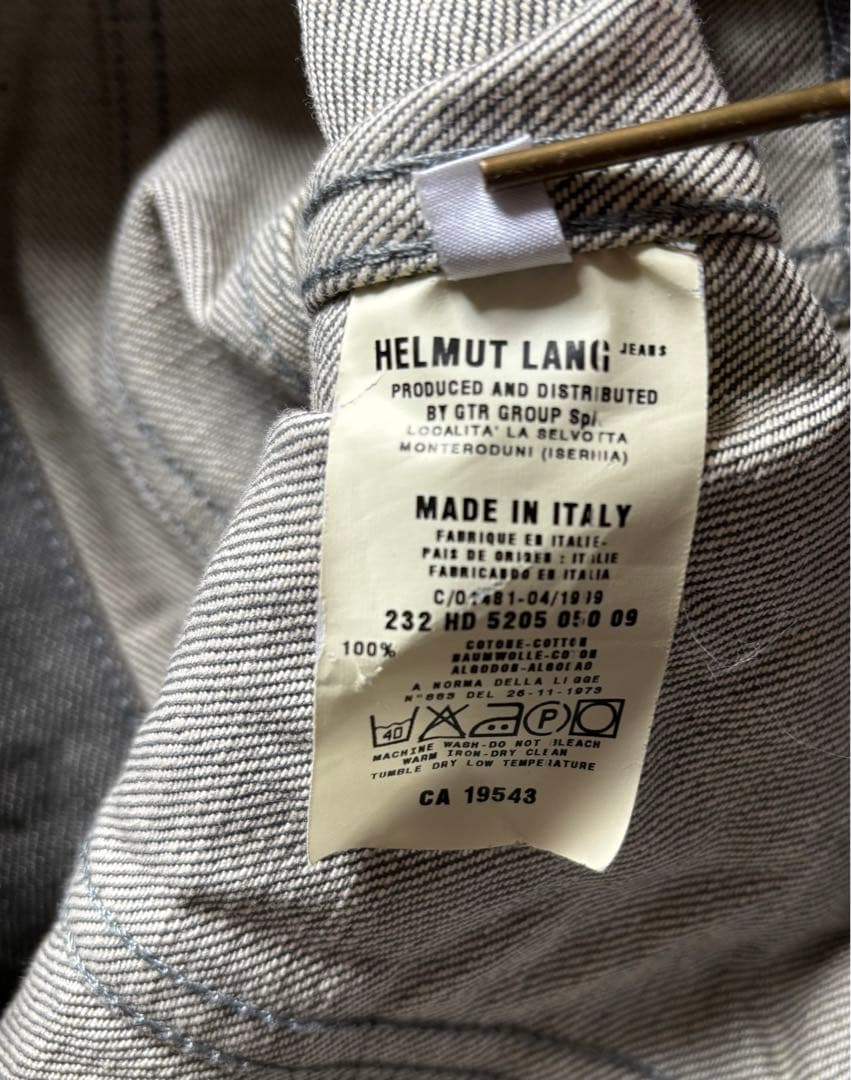 HELMUT LANG JEANS
PRODUCED AND DISTRIBUTED
BY GTR GROUP Spa
LOCALITA' LA SELVOTTA
MONTERODUNI (ISERNIA)
MADE IN ITALY
FABRIQUE EN ITALIE-
PAIS DE ORIGEN : ITALIE
FABRICADO EN ITALIA
C/01481-04/1999
232 HD 5205 050 09
100% COTONE-COTTON
BAUMWOLLE-COTON
ALGODON-ALGODAO
A NORMA DELLA LEGGE
N°883 DEL 26-11-1973
40 P
MACHINE WASH-DO NOT BLEACH
WARM IRON-DRY CLEAN
TUMBLE DRY LOW TEMPERATURE
CA 19543